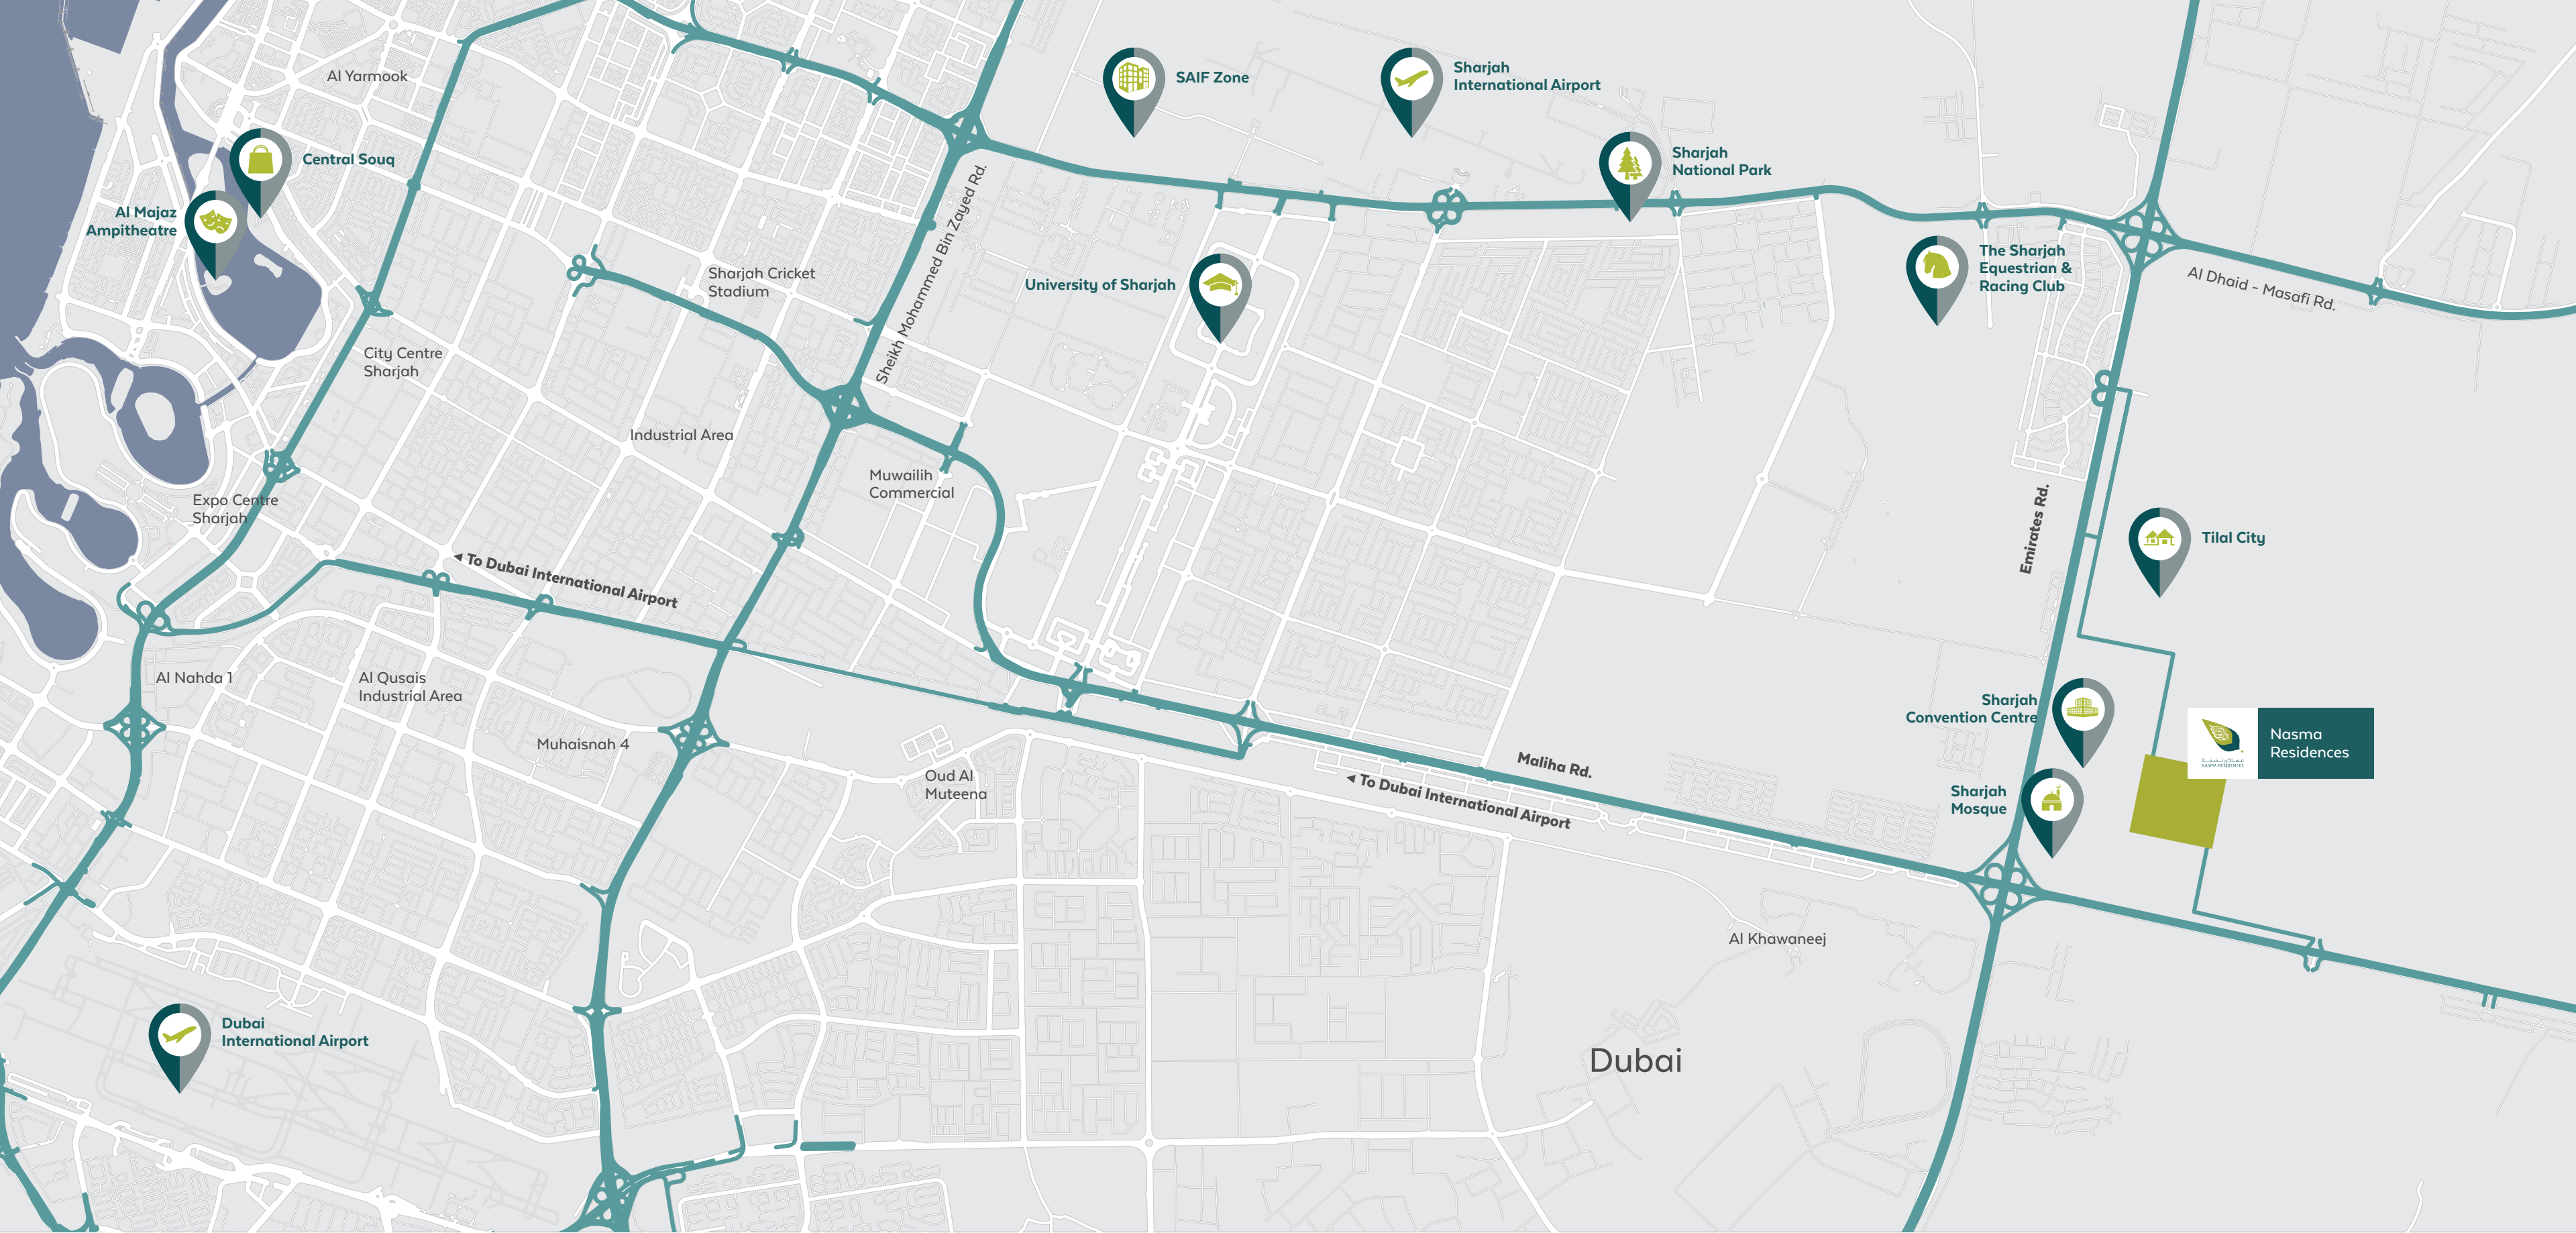 Al Yarmook
SAIF Zone
Sharjah
International Airport
Central Souq
Sharjah
National Park
Al Majaz
Ampitheatre
Sheikh Mohammed Bin Zayed Rd.
Sharjah Cricket
Stadium
University of Sharjah
The Sharjah
Equestrian &
Racing Club
Al Dhaid - Masafi Rd.
City Centre
Sharjah
Industrial Area
Muwailih
Commercial
Expo Centre
Sharjah
Emirates Rd.
Tilal City
◄ To Dubai International Airport
Al Nahda 1
Al Qusais
Industrial Area
Sharjah
Convention Centre
Muhaisnah 4
Nasma
Residences
NASMA RESIDENCES
Oud Al
Muteena
Maliha Rd.
◄ To Dubai International Airport
Sharjah
Mosque
Al Khawaneej
Dubai
International Airport
Dubai